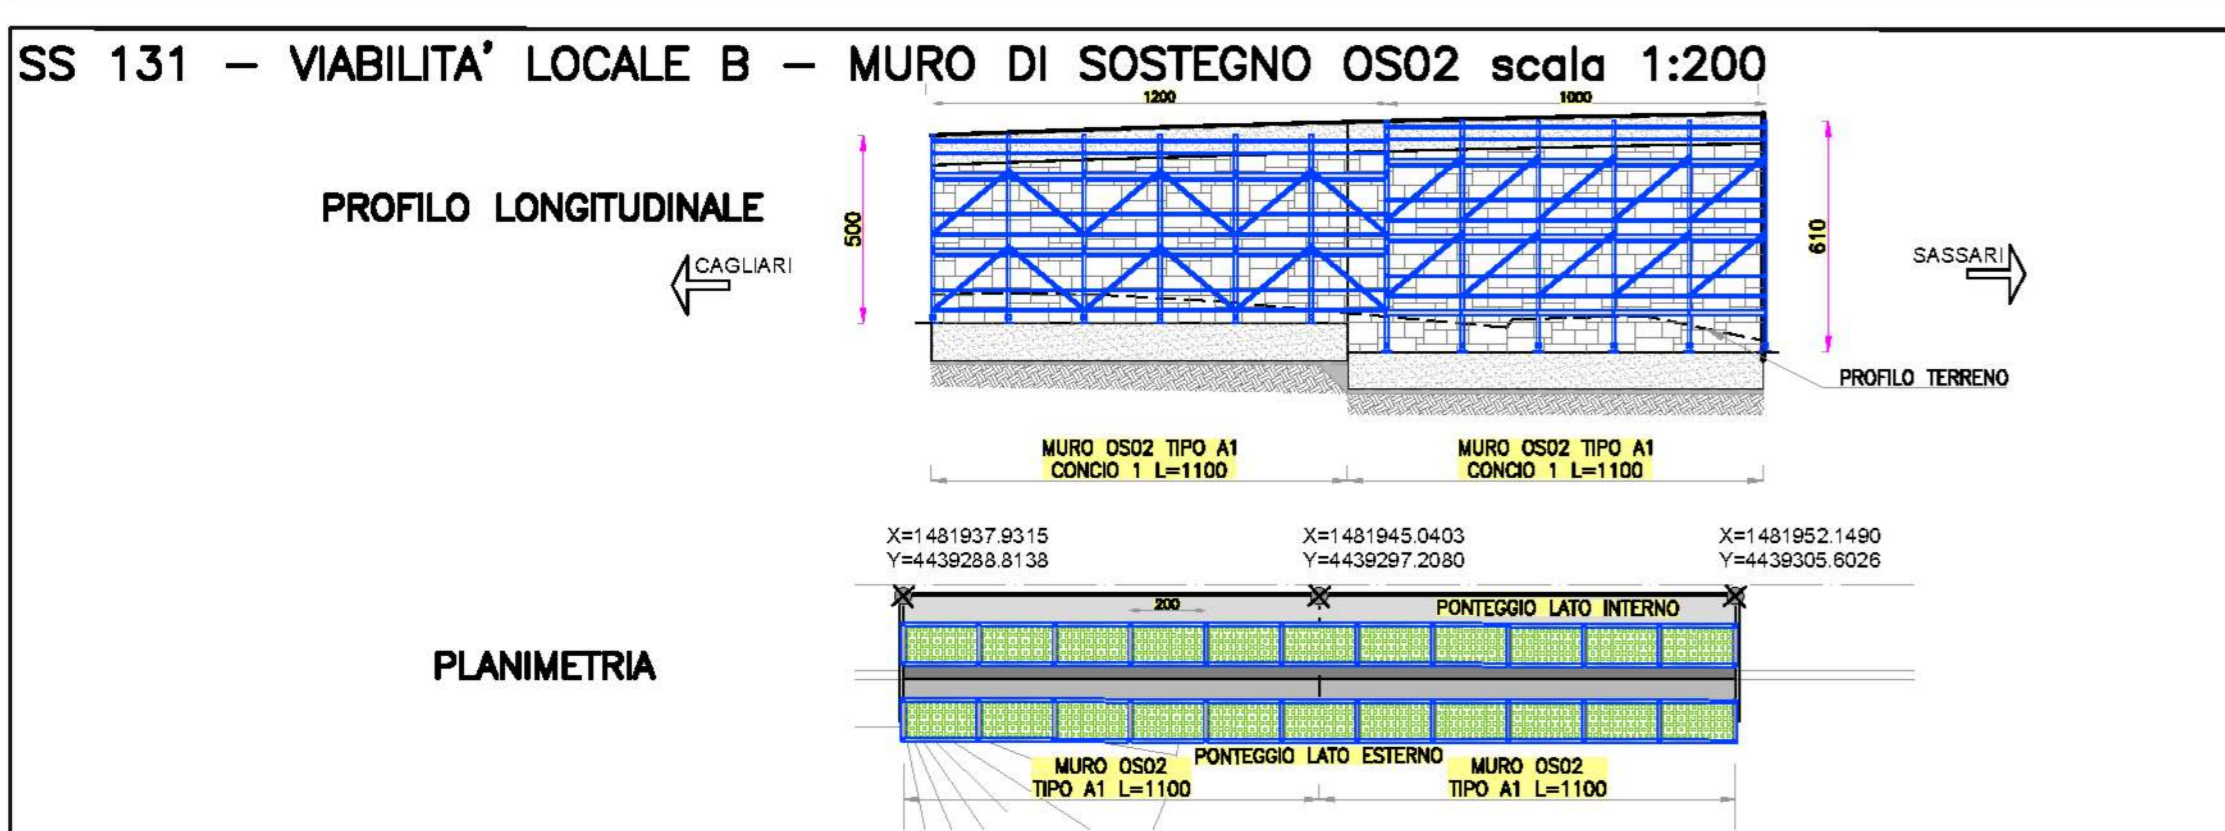 SS 131 – VIABILITA' LOCALE B – MURO DI SOSTEGNO OS02 scala 1:200
1200
1000
PROFILO LONGITUDINALE
500
610
CAGLIARI
SASSARI
PROFILO TERRENO
MURO OS02 TIPO A1
CONCIO 1 L=1100
MURO OS02 TIPO A1
CONCIO 1 L=1100
X=1481937.9315
Y=4439288.8138
X=1481945.0403
Y=4439297.2080
X=1481952.1490
Y=4439305.6026
200
PONTEGGIO LATO INTERNO
PLANIMETRIA
PONTEGGIO LATO ESTERNO
MURO OS02
TIPO A1 L=1100
MURO OS02
TIPO A1 L=1100